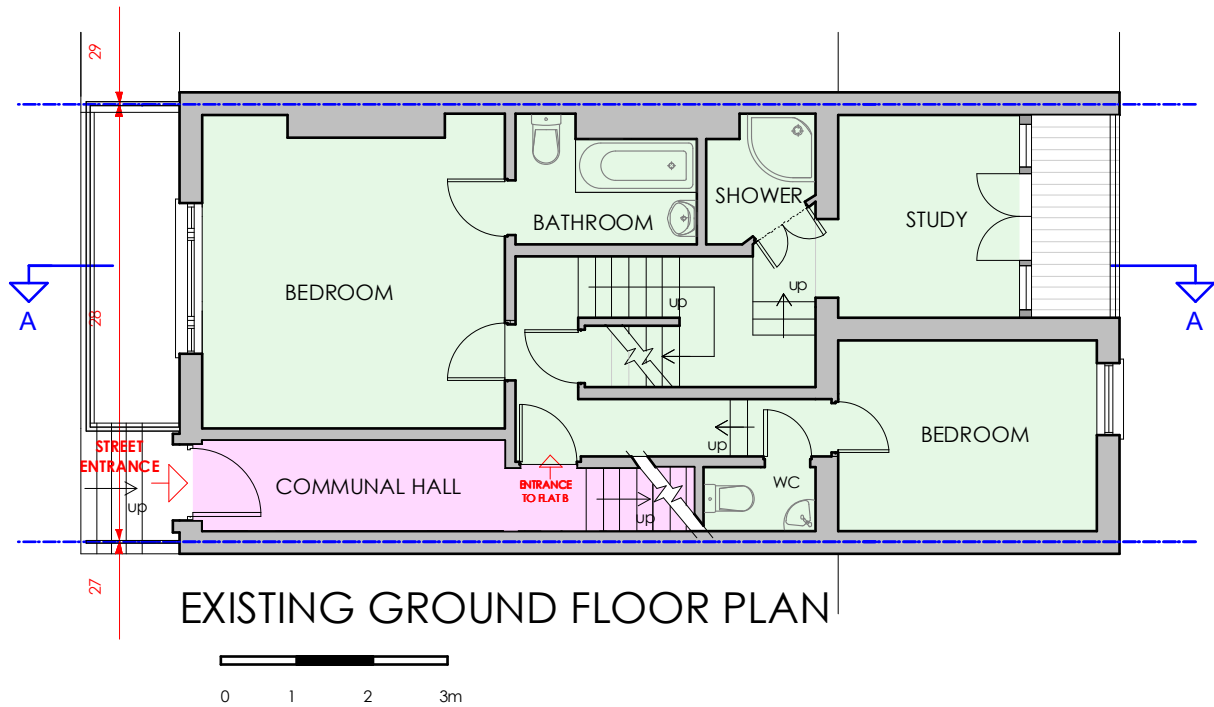 29
BATHROOM
SHOWER
STUDY
BEDROOM
up
up
A
28
A
STREET
ENTRANCE
up
COMMUNAL HALL
ENTRANCE
TO FLAT B
up
up
WC
BEDROOM
27
EXISTING GROUND FLOOR PLAN
0 1 2 3m